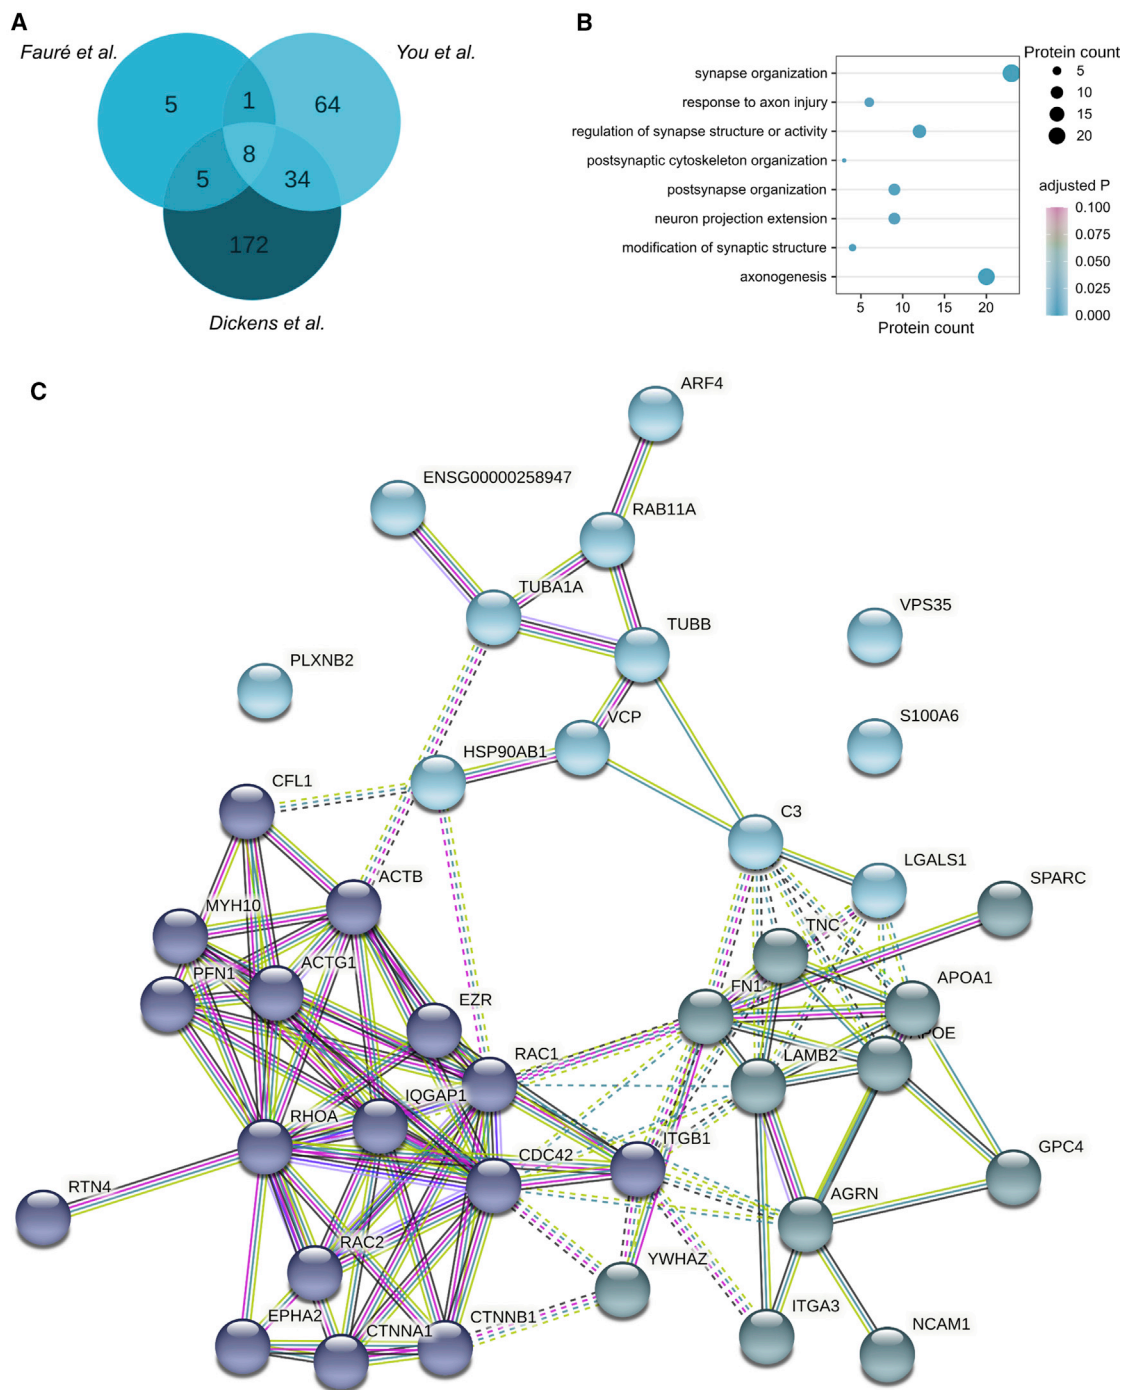 A
Fauré et al.
You et al.
5
1
64
8
5
34
172
Dickens et al.
B
synapse organization
response to axon injury
regulation of synapse structure or activity
postsynaptic cytoskeleton organization
postsynapse organization
neuron projection extension
modification of synaptic structure
axonogenesis
5
10
15
20
Protein count
Protein count
5
10
15
20
adjusted P
0.100
0.075
0.050
0.025
0.000
C
ARF4
ENSG00000258947
RAB11A
TUBA1A
VPS35
TUBB
PLXNB2
S100A6
VCP
HSP90AB1
CFL1
C3
LGALS1
SPARC
ACTB
MYH10
TNC
PFN1
ACTG1
APOA1
FN1
EZR
POE
RAC1
LAMB2
IQGAP1
RHOA
ITGB1
CDC42
GPC4
RTN4
AGRN
RAC2
YWHAZ
EPHA2
CTNNB1
ITGA3
CTNNA1
NCAM1